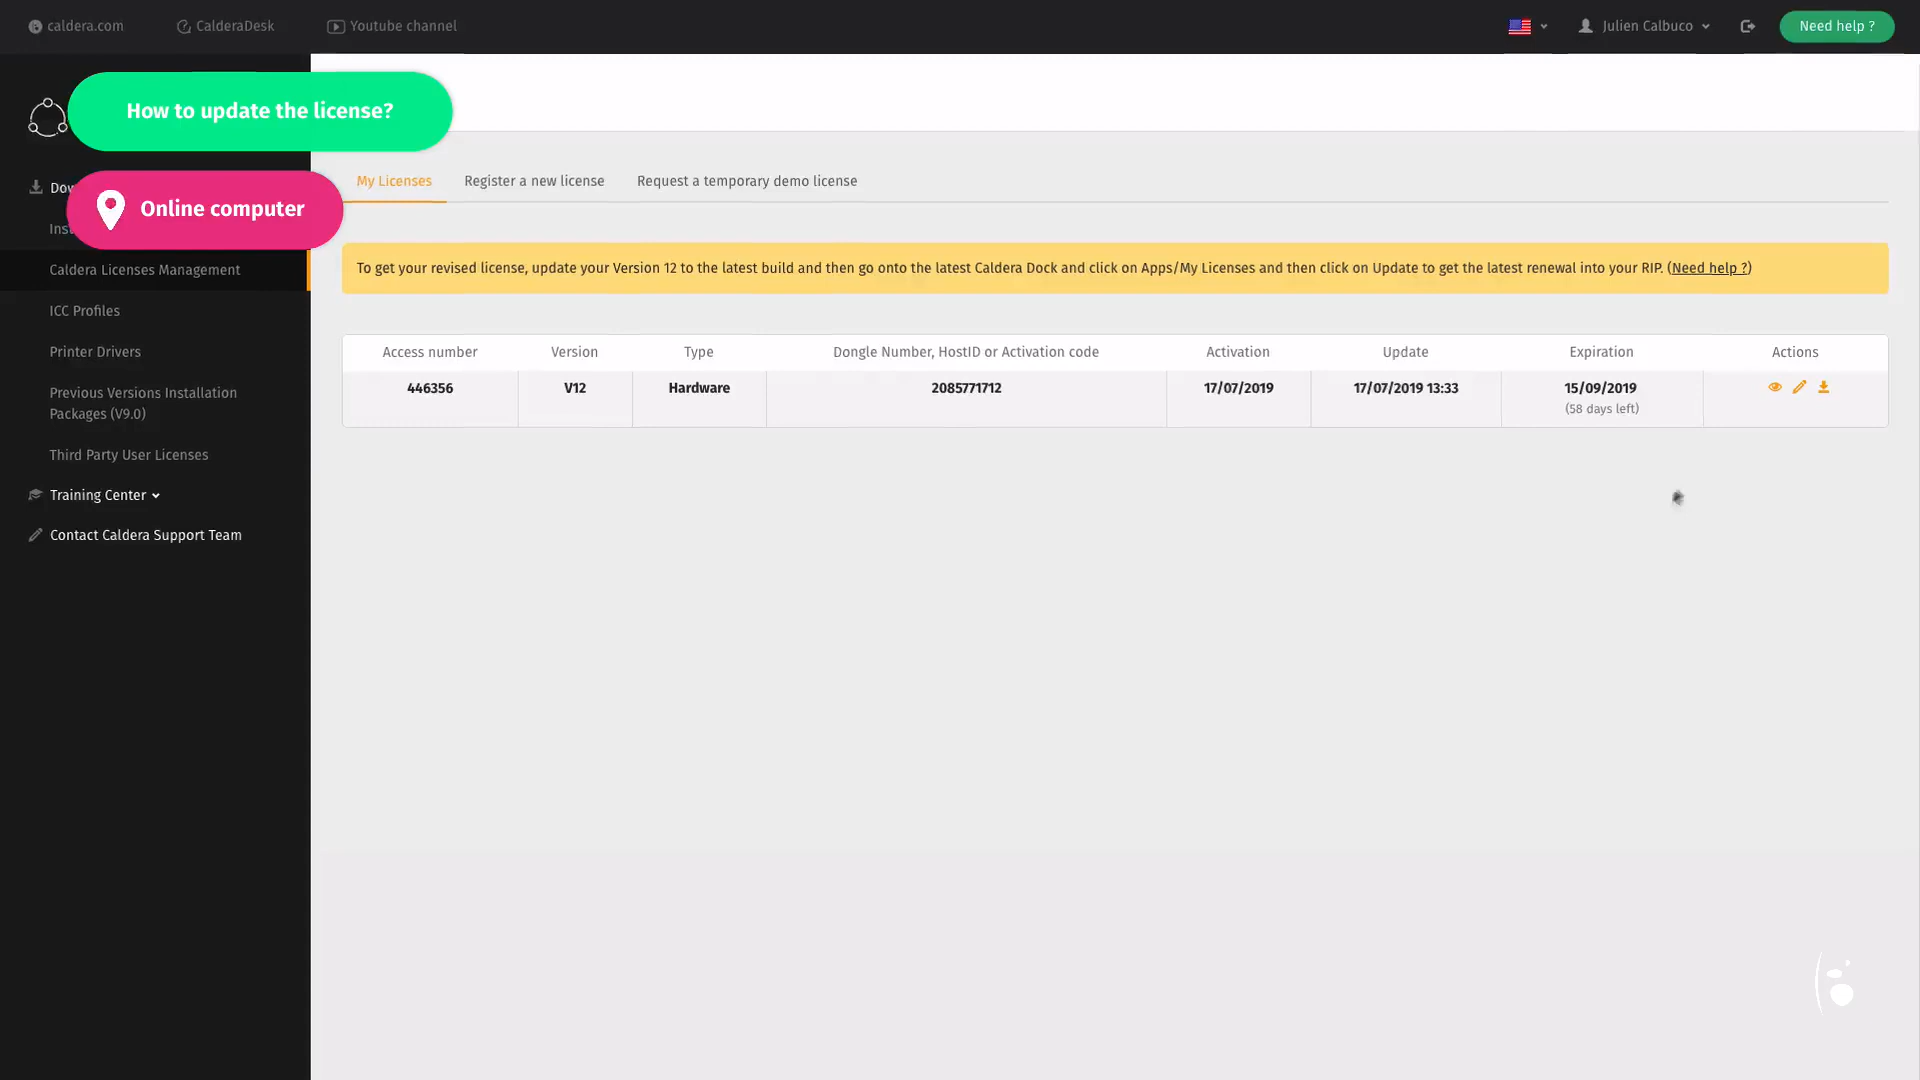 caldera.com
CalderaDesk
Youtube channel
Julien Calbuco
Need help ?
How to update the license?
Online computer
My Licenses
Register a new license
Request a temporary demo license
Caldera Licenses Management
ICC Profiles
Printer Drivers
Previous Versions Installation
Packages (V9.0)
Third Party User Licenses
Training Center
Contact Caldera Support Team
To get your revised license, update your Version 12 to the latest build and then go onto the latest Caldera Dock and click on Apps/My Licenses and then click on Update to get the latest renewal into your RIP. (Need help ?)
Access number Version Type Dongle Number, HostID or Activation code Activation Update Expiration Actions
446356 V12 Hardware 2085771712 17/07/2019 17/07/2019 13:33 15/09/2019
(58 days left)